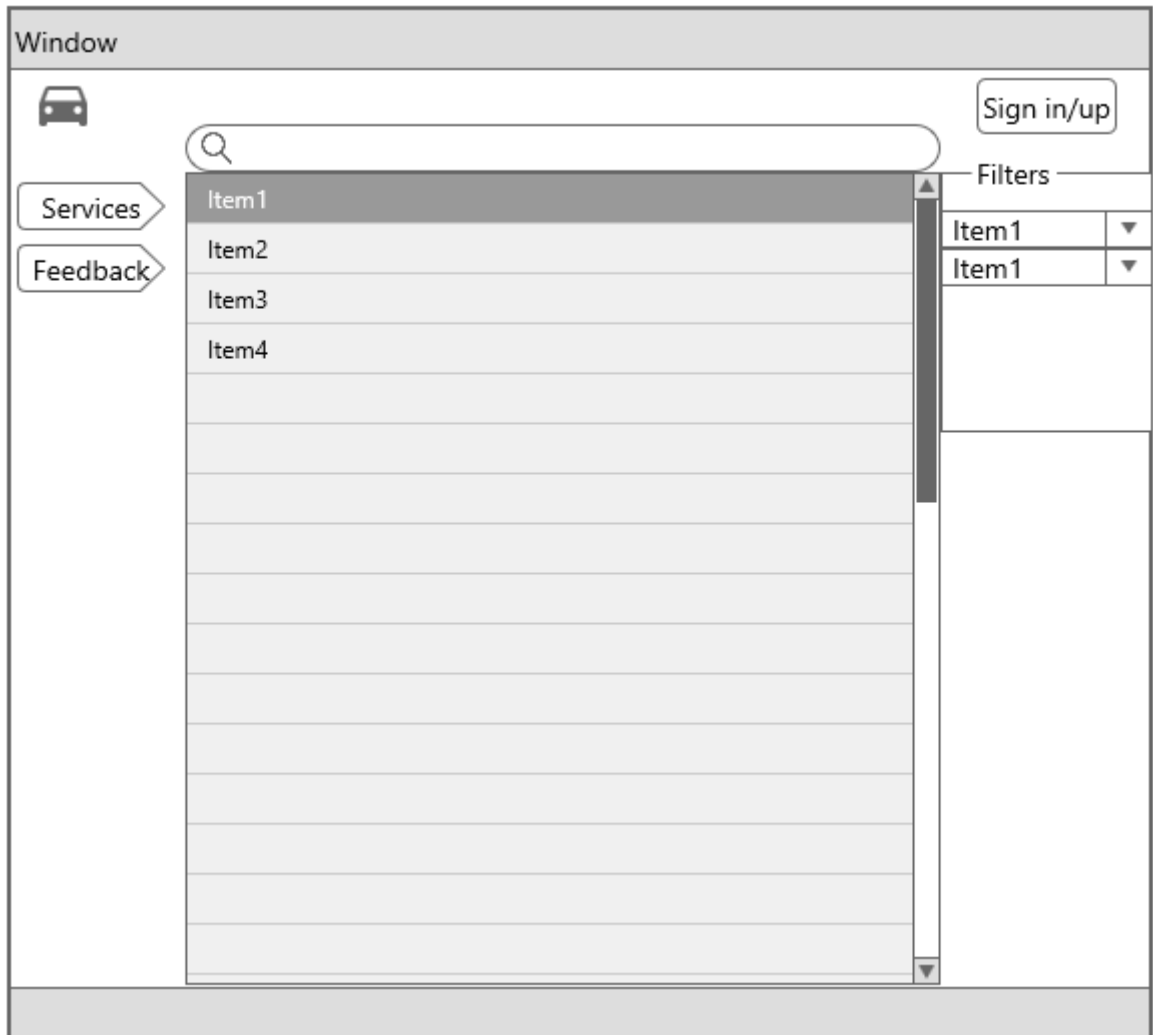 Window
Sign in/up
Filters
Services
Feedback
Item1
Item2
Item3
Item4
Item1
Item1